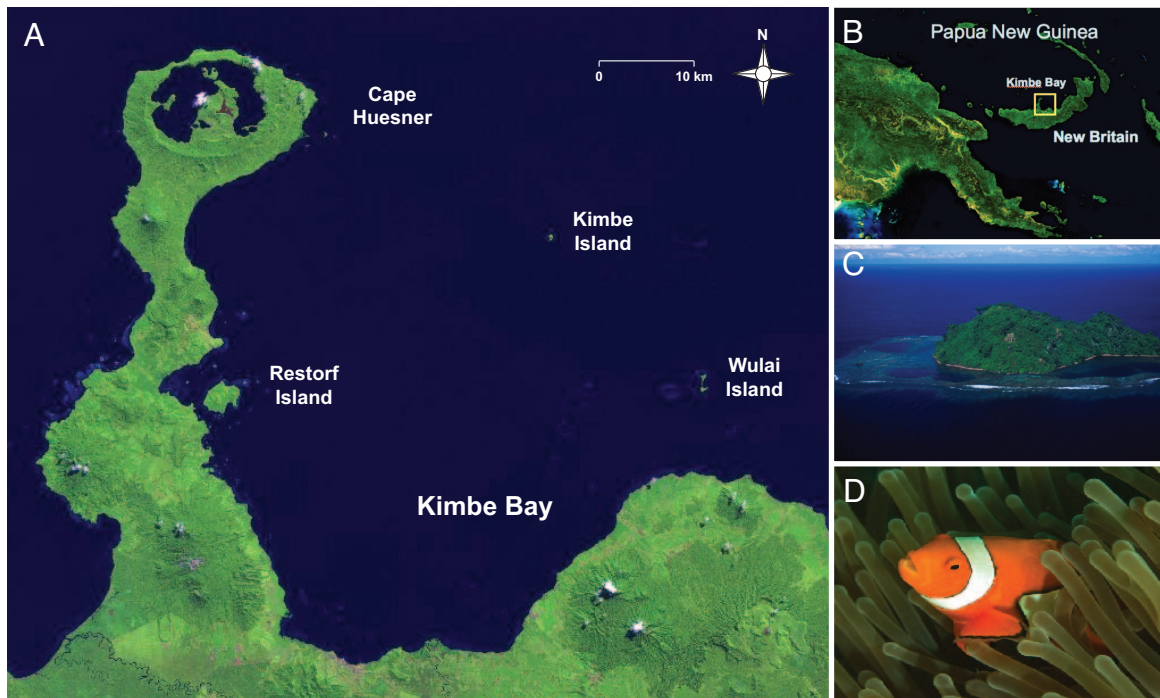 A
N
0 10 km
Cape
Huesner
Kimbe
Island
Restorf
Island
Wulai
Island
Kimbe Bay
B
Papua New Guinea
Kimbe Bay
New Britain
C
D